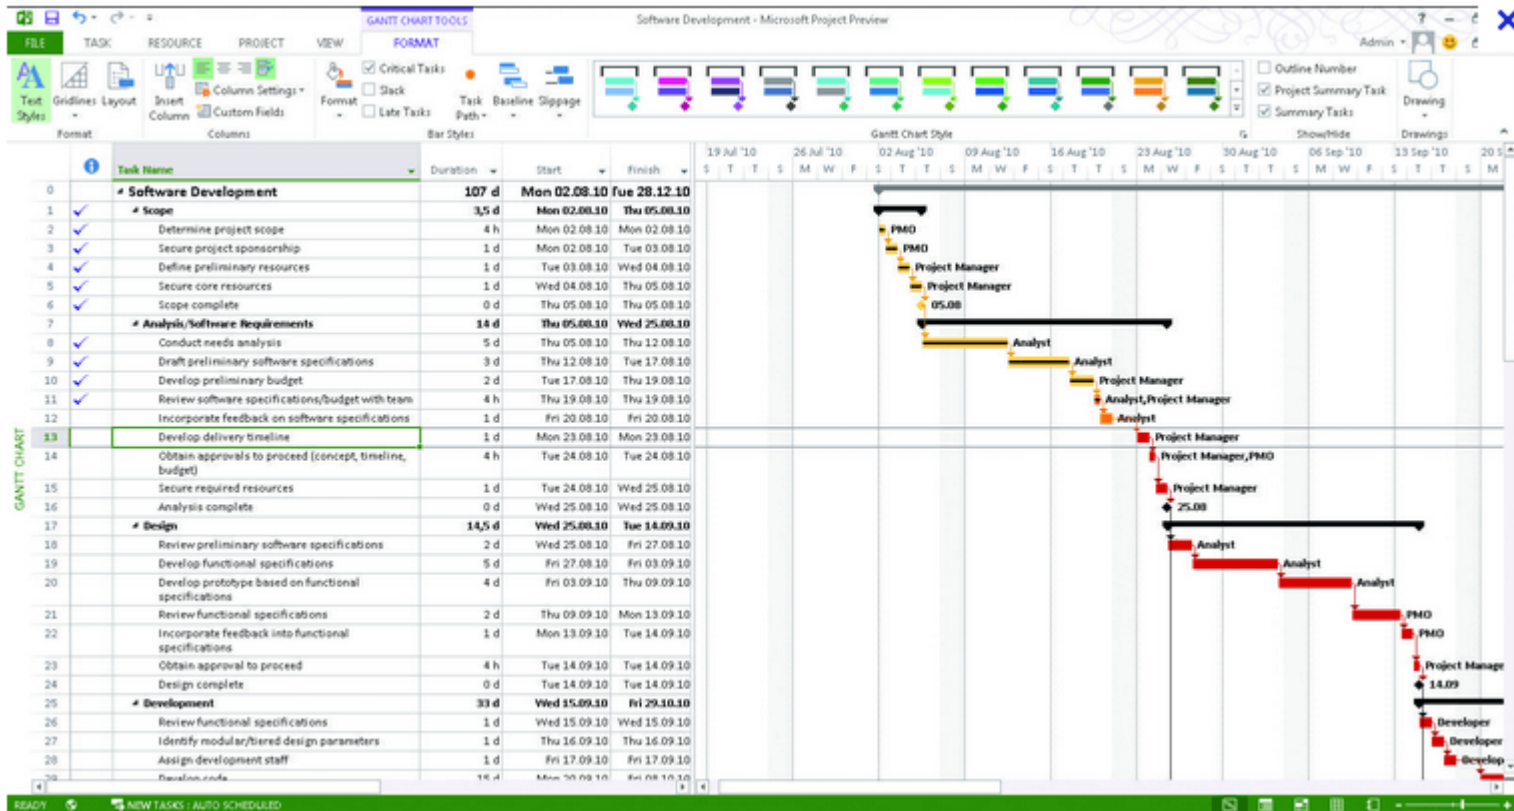 GANTT CHART TOOLS
Software Development - Microsoft Project Preview
?
FILE TASK RESOURCE PROJECT VIEW FORMAT
Admin
Text Styles
Gridlines
Layout
Format
Insert Column
Column Settings
Custom Fields
Columns
Format
Critical Tasks
Slack
Late Tasks
Task Path
Baseline
Slippage
Bar Styles
Gantt Chart Style
Outline Number
Project Summary Task
Summary Tasks
Show/Hide
Drawing
Drawings
Task Name Duration Start Finish
19 Jul '10 26 Jul '10 02 Aug '10 09 Aug '10 16 Aug '10 23 Aug '10 30 Aug '10 06 Sep '10 13 Sep '10
S T T S M W F S T T S M W F S T T S M W F S T T S M
0 Software Development 107 d Mon 02.08.10 Tue 28.12.10
1 Scope 3,5 d Mon 02.08.10 Thu 05.08.10
2 Determine project scope 4 h Mon 02.08.10 Mon 02.08.10 PMO
3 Secure project sponsorship 1 d Mon 02.08.10 Tue 03.08.10 PMO
4 Define preliminary resources 1 d Tue 03.08.10 Wed 04.08.10 Project Manager
5 Secure core resources 1 d Wed 04.08.10 Thu 05.08.10 Project Manager
6 Scope complete 0 d Thu 05.08.10 Thu 05.08.10 05.08
7 Analysis/Software Requirements 14 d Thu 05.08.10 Wed 25.08.10
8 Conduct needs analysis 5 d Thu 05.08.10 Thu 12.08.10 Analyst
9 Draft preliminary software specifications 3 d Thu 12.08.10 Tue 17.08.10 Analyst
10 Develop preliminary budget 2 d Tue 17.08.10 Thu 19.08.10 Project Manager
11 Review software specifications/budget with team 4 h Thu 19.08.10 Thu 19.08.10 Analyst,Project Manager
12 Incorporate feedback on software specifications 1 d Fri 20.08.10 Fri 20.08.10 Analyst
13 Develop delivery timeline 1 d Mon 23.08.10 Mon 23.08.10 Project Manager
14 Obtain approvals to proceed (concept, timeline, 4 h Tue 24.08.10 Tue 24.08.10 Project Manager,PMO
budget)
15 Secure required resources 1 d Tue 24.08.10 Wed 25.08.10 Project Manager
16 Analysis complete 0 d Wed 25.08.10 Wed 25.08.10 25.08
17 Design 14,5 d Wed 25.08.10 Tue 14.09.10
18 Review preliminary software specifications 2 d Wed 25.08.10 Fri 27.08.10 Analyst
19 Develop functional specifications 5 d Fri 27.08.10 Fri 03.09.10 Analyst
20 Develop prototype based on functional 4 d Fri 03.09.10 Thu 09.09.10 Analyst
specifications
21 Review functional specifications 2 d Thu 09.09.10 Mon 13.09.10 PMO
22 Incorporate feedback into functional 1 d Mon 13.09.10 Tue 14.09.10 PMO
specifications
23 Obtain approval to proceed 4 h Tue 14.09.10 Tue 14.09.10 Project Manage
24 Design complete 0 d Tue 14.09.10 Tue 14.09.10 14.09
25 Development 33 d Wed 15.09.10 Fri 29.10.10
26 Review functional specifications 1 d Wed 15.09.10 Wed 15.09.10 Developer
27 Identify modular/tiered design parameters 1 d Thu 16.09.10 Thu 16.09.10 Developer
28 Assign development staff 1 d Fri 17.09.10 Fri 17.09.10 Develop
29 Develop code 15 d Mon 20.09.10 Fri 08.10.10
GANTT CHART
READY NEW TASKS : AUTO SCHEDULED